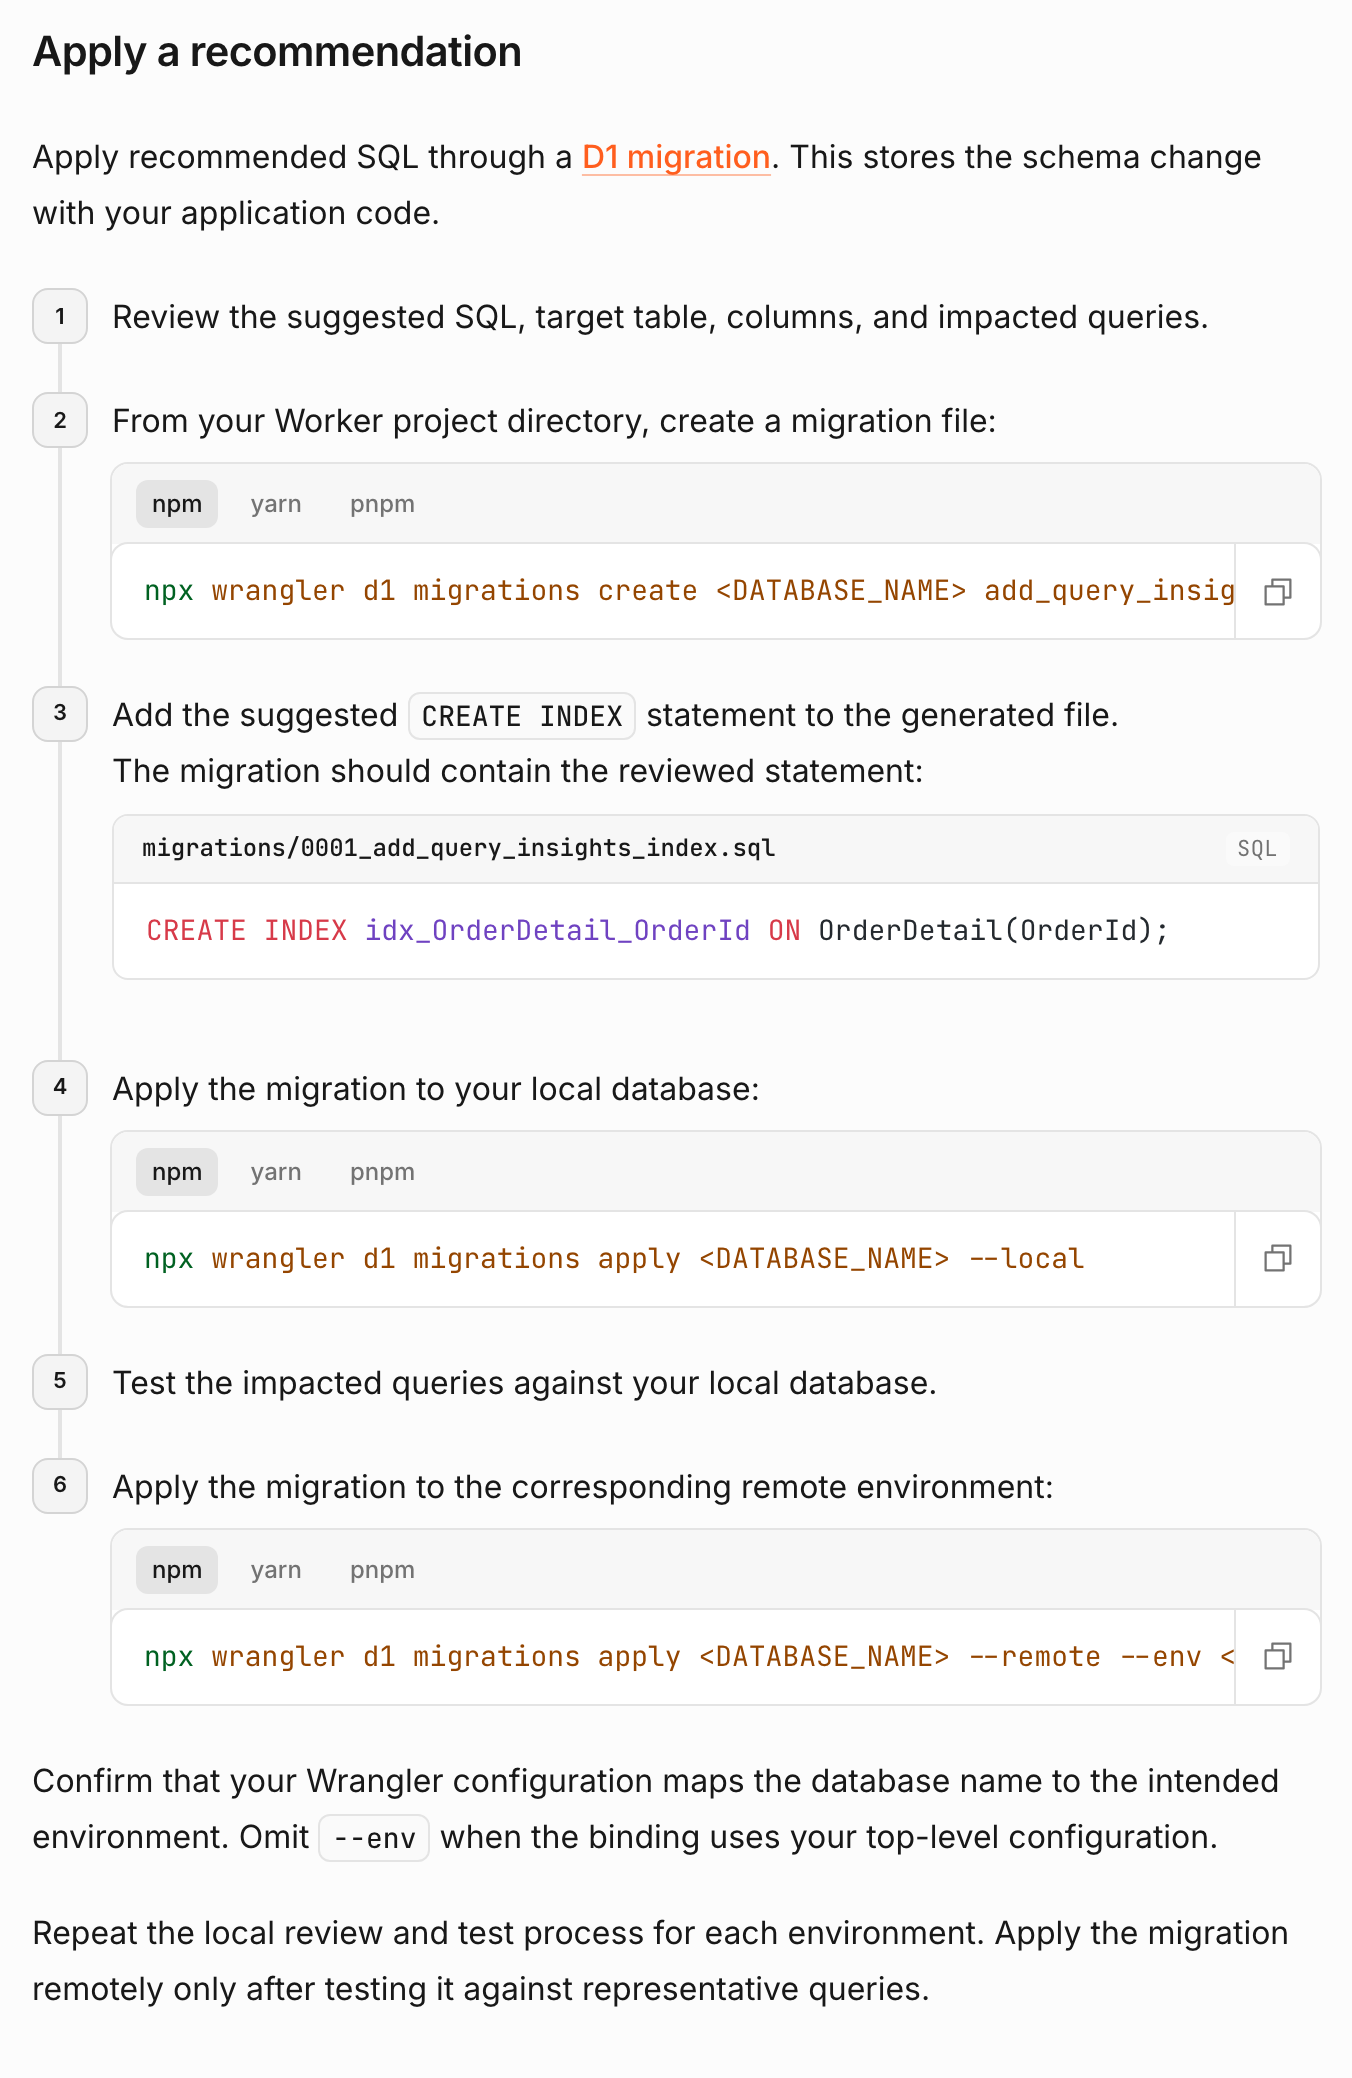 Apply a recommendation
Apply recommended SQL through a D1 migration. This stores the schema change
with your application code.
1
Review the suggested SQL, target table, columns, and impacted queries.
2
From your Worker project directory, create a migration file:
npm yarn pnpm
npx wrangler d1 migrations create <DATABASE_NAME> add_query_insig
3
Add the suggested CREATE INDEX statement to the generated file.
The migration should contain the reviewed statement:
migrations/0001_add_query_insights_index.sql SQL
CREATE INDEX idx_OrderDetail_OrderId ON OrderDetail(OrderId);
4
Apply the migration to your local database:
npm yarn pnpm
npx wrangler d1 migrations apply <DATABASE_NAME> --local
5
Test the impacted queries against your local database.
6
Apply the migration to the corresponding remote environment:
npm yarn pnpm
npx wrangler d1 migrations apply <DATABASE_NAME> --remote --env <
Confirm that your Wrangler configuration maps the database name to the intended
environment. Omit --env when the binding uses your top-level configuration.
Repeat the local review and test process for each environment. Apply the migration
remotely only after testing it against representative queries.